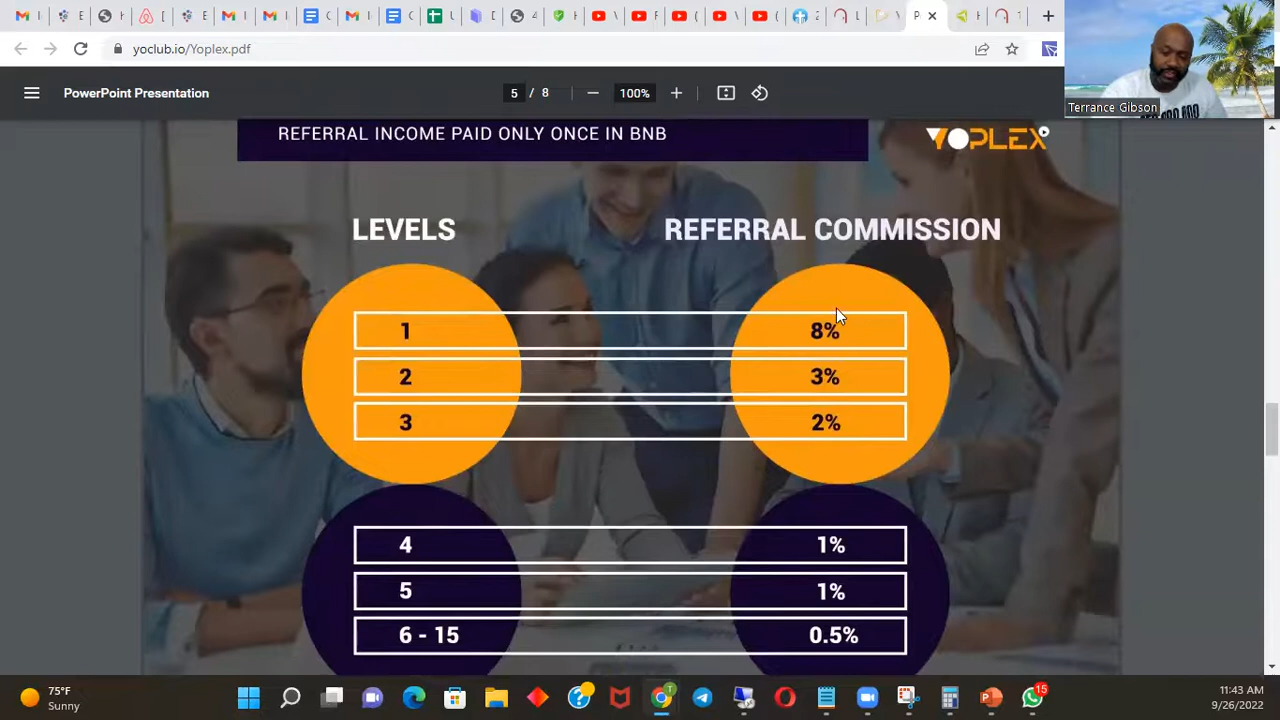 yoclub.io/Yoplex.pdf
PowerPoint Presentation
5 / 8
100%
Terrance Gibson
REFERRAL INCOME PAID ONLY ONCE IN BNB
YOPLEX
LEVELS
REFERRAL COMMISSION
1 8%
2 3%
3 2%
4 1%
5 1%
6 - 15 0.5%
75°F
Sunny
15
11:43 AM
9/26/2022